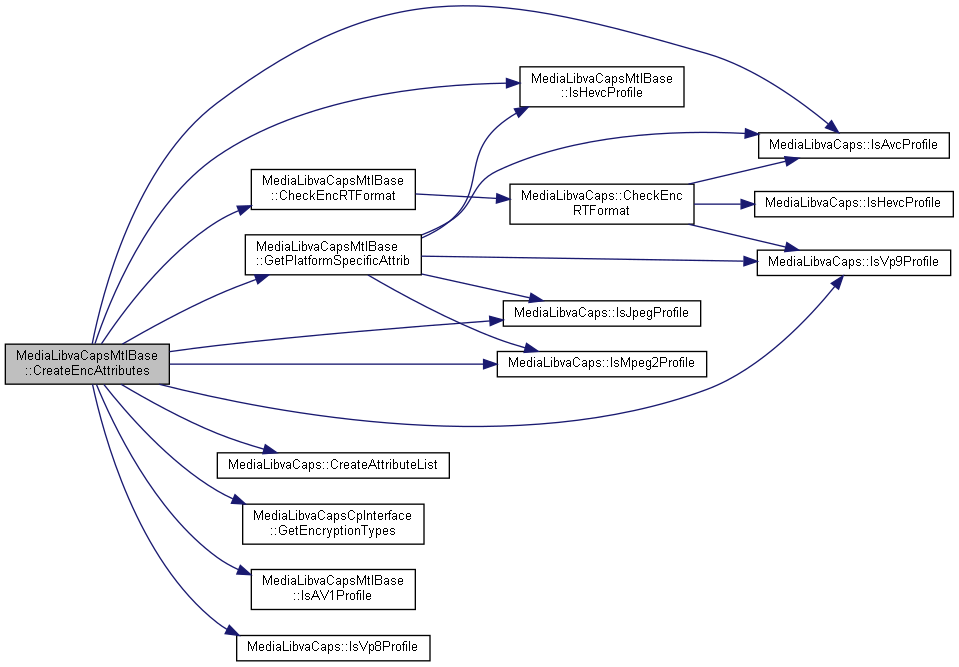 MediaLibvaCapsMtlBase
::IsHevcProfile
MediaLibvaCaps::IsAvcProfile
MediaLibvaCapsMtlBase
::CheckEncRTFormat
MediaLibvaCaps::CheckEnc
RTFormat
MediaLibvaCaps::IsHevcProfile
MediaLibvaCapsMtlBase
::GetPlatformSpecificAttrib
MediaLibvaCaps::IsVp9Profile
MediaLibvaCaps::IsJpegProfile
MediaLibvaCapsMtlBase
::CreateEncAttributes
MediaLibvaCaps::IsMpeg2Profile
MediaLibvaCaps::CreateAttributeList
MediaLibvaCapsCpInterface
::GetEncryptionTypes
MediaLibvaCapsMtlBase
::IsAV1Profile
MediaLibvaCaps::IsVp8Profile